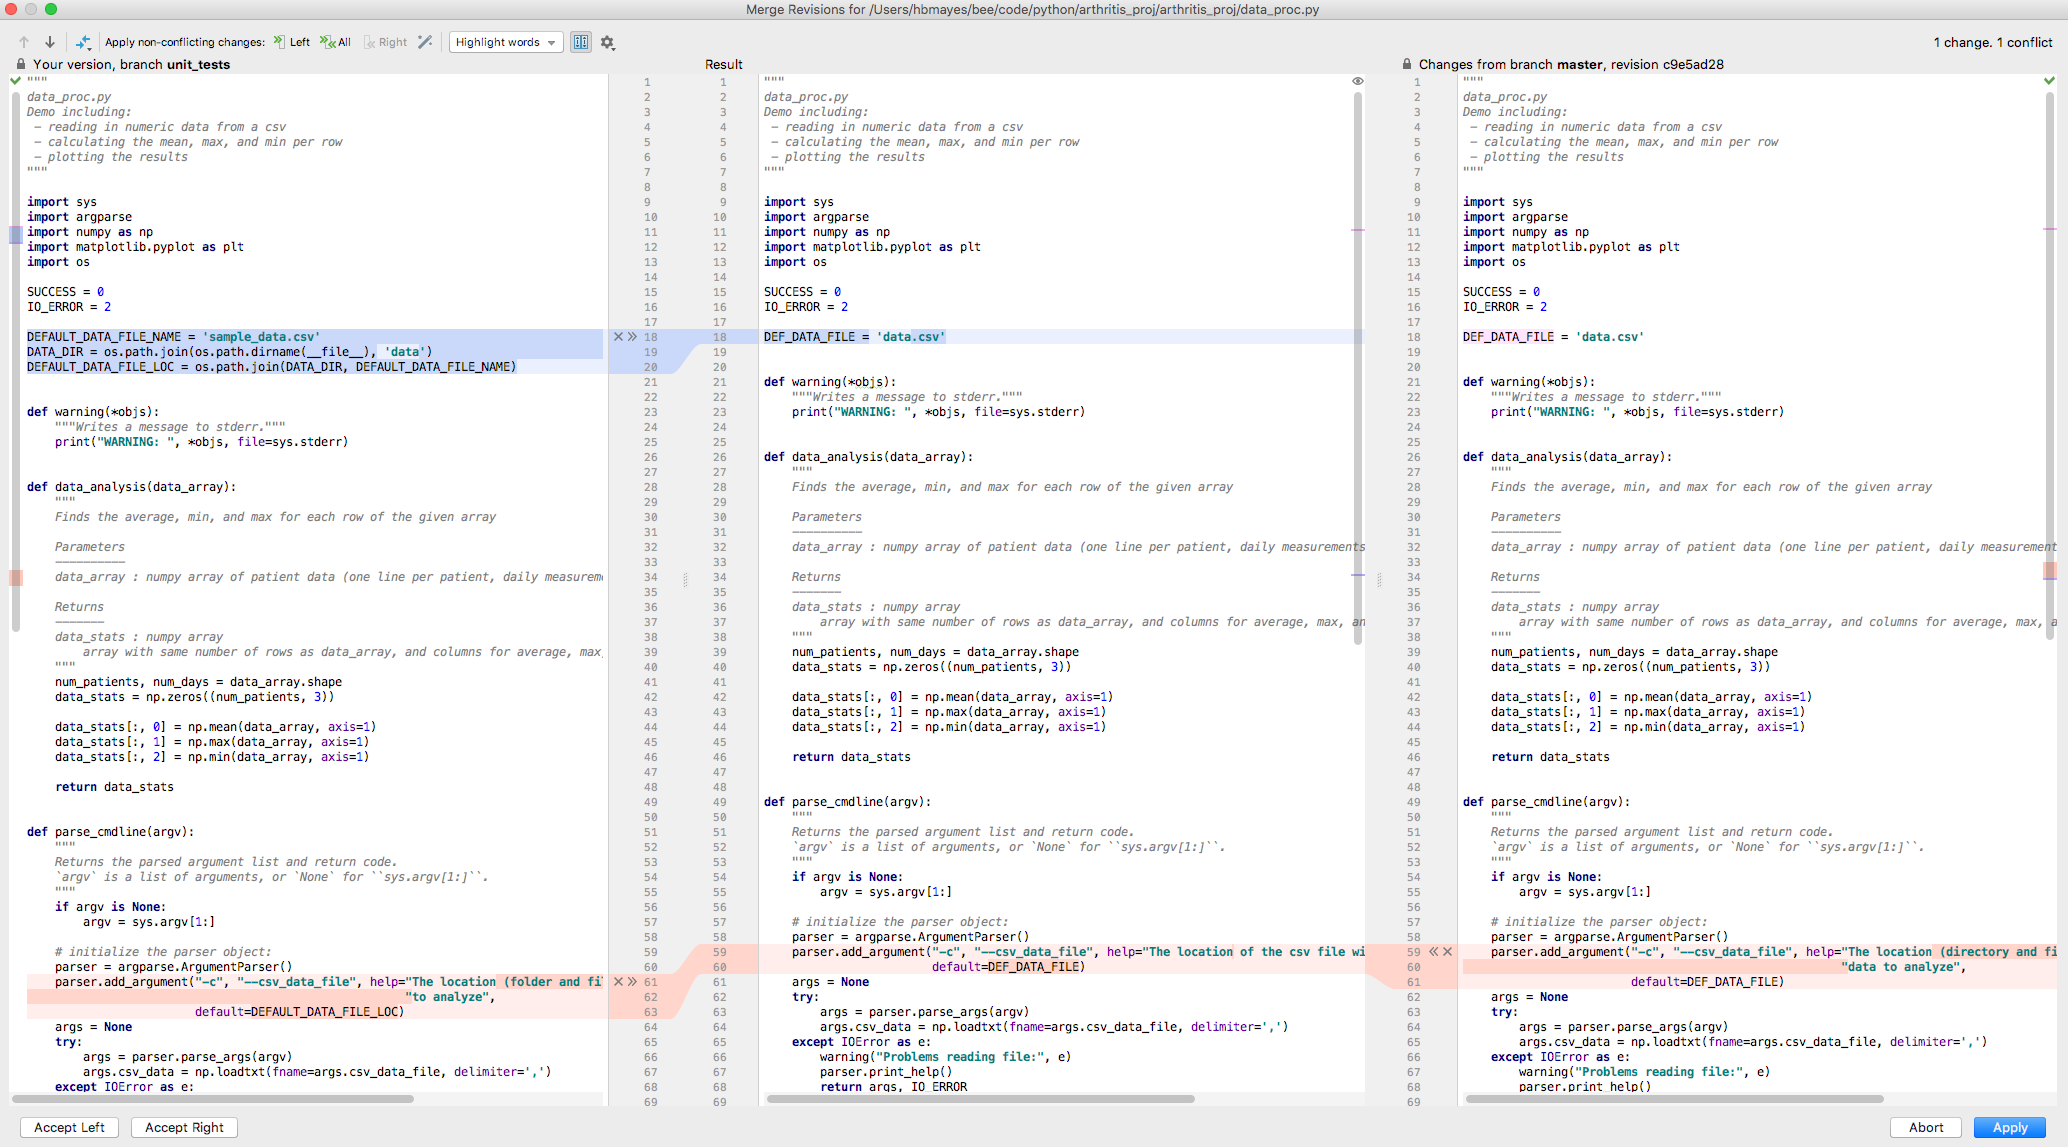 Merge Revisions for /Users/hbmayes/bee/code/python/arthritis_proj/arthritis_proj/data_proc.py
Apply non-conflicting changes: Left All Right Highlight words 1 change. 1 conflict
Your version, branch unit_tests
"""
data_proc.py
Demo including:
- reading in numeric data from a csv
- calculating the mean, max, and min per row
- plotting the results
"""
import sys
import argparse
import numpy as np
import matplotlib.pyplot as plt
import os
SUCCESS = 0
IO_ERROR = 2
DEFAULT_DATA_FILE_NAME = 'sample_data.csv'
DATA_DIR = os.path.join(os.path.dirname(__file__), 'data')
DEFAULT_DATA_FILE_LOC = os.path.join(DATA_DIR, DEFAULT_DATA_FILE_NAME)
def warning(*objs):
"""Writes a message to stderr."""
print("WARNING: ", *objs, file=sys.stderr)
def data_analysis(data_array):
"""
Finds the average, min, and max for each row of the given array
Parameters
----------
data_array : numpy array of patient data (one line per patient, daily measurem
Returns
-------
data_stats : numpy array
array with same number of rows as data_array, and columns for average, max,
"""
num_patients, num_days = data_array.shape
data_stats = np.zeros((num_patients, 3))
data_stats[:, 0] = np.mean(data_array, axis=1)
data_stats[:, 1] = np.max(data_array, axis=1)
data_stats[:, 2] = np.min(data_array, axis=1)
return data_stats
def parse_cmdline(argv):
"""
Returns the parsed argument list and return code.
`argv` is a list of arguments, or `None` for ``sys.argv[1:]``.
"""
if argv is None:
argv = sys.argv[1:]
# initialize the parser object:
parser = argparse.ArgumentParser()
parser.add_argument("-c", "--csv_data_file", help="The location (folder and fi
"to analyze",
default=DEFAULT_DATA_FILE_LOC)
args = None
try:
args = parser.parse_args(argv)
args.csv_data = np.loadtxt(fname=args.csv_data_file, delimiter=',')
except IOError as e:
Result
"""
data_proc.py
Demo including:
- reading in numeric data from a csv
- calculating the mean, max, and min per row
- plotting the results
"""
import sys
import argparse
import numpy as np
import matplotlib.pyplot as plt
import os
SUCCESS = 0
IO_ERROR = 2
DEF_DATA_FILE = 'data.csv'
def warning(*objs):
"""Writes a message to stderr."""
print("WARNING: ", *objs, file=sys.stderr)
def data_analysis(data_array):
"""
Finds the average, min, and max for each row of the given array
Parameters
----------
data_array : numpy array of patient data (one line per patient, daily measurements
Returns
-------
data_stats : numpy array
array with same number of rows as data_array, and columns for average, max, an
"""
num_patients, num_days = data_array.shape
data_stats = np.zeros((num_patients, 3))
data_stats[:, 0] = np.mean(data_array, axis=1)
data_stats[:, 1] = np.max(data_array, axis=1)
data_stats[:, 2] = np.min(data_array, axis=1)
return data_stats
def parse_cmdline(argv):
"""
Returns the parsed argument list and return code.
`argv` is a list of arguments, or `None` for ``sys.argv[1:]``.
"""
if argv is None:
argv = sys.argv[1:]
# initialize the parser object:
parser = argparse.ArgumentParser()
parser.add_argument("-c", "--csv_data_file", help="The location of the csv file wi
default=DEF_DATA_FILE)
args = None
try:
args = parser.parse_args(argv)
args.csv_data = np.loadtxt(fname=args.csv_data_file, delimiter=',')
except IOError as e:
warning("Problems reading file:", e)
parser.print_help()
return args, IO_ERROR
Changes from branch master, revision c9e5ad28
"""
data_proc.py
Demo including:
- reading in numeric data from a csv
- calculating the mean, max, and min per row
- plotting the results
"""
import sys
import argparse
import numpy as np
import matplotlib.pyplot as plt
import os
SUCCESS = 0
IO_ERROR = 2
DEF_DATA_FILE = 'data.csv'
def warning(*objs):
"""Writes a message to stderr."""
print("WARNING: ", *objs, file=sys.stderr)
def data_analysis(data_array):
"""
Finds the average, min, and max for each row of the given array
Parameters
----------
data_array : numpy array of patient data (one line per patient, daily measurement
Returns
-------
data_stats : numpy array
array with same number of rows as data_array, and columns for average, max, a
"""
num_patients, num_days = data_array.shape
data_stats = np.zeros((num_patients, 3))
data_stats[:, 0] = np.mean(data_array, axis=1)
data_stats[:, 1] = np.max(data_array, axis=1)
data_stats[:, 2] = np.min(data_array, axis=1)
return data_stats
def parse_cmdline(argv):
"""
Returns the parsed argument list and return code.
`argv` is a list of arguments, or `None` for ``sys.argv[1:]``.
"""
if argv is None:
argv = sys.argv[1:]
# initialize the parser object:
parser = argparse.ArgumentParser()
parser.add_argument("-c", "--csv_data_file", help="The location (directory and fi
"data to analyze",
default=DEF_DATA_FILE)
args = None
try:
args = parser.parse_args(argv)
args.csv_data = np.loadtxt(fname=args.csv_data_file, delimiter=',')
except IOError as e:
warning("Problems reading file:", e)
parser.print_help()
Accept Left Accept Right Abort Apply